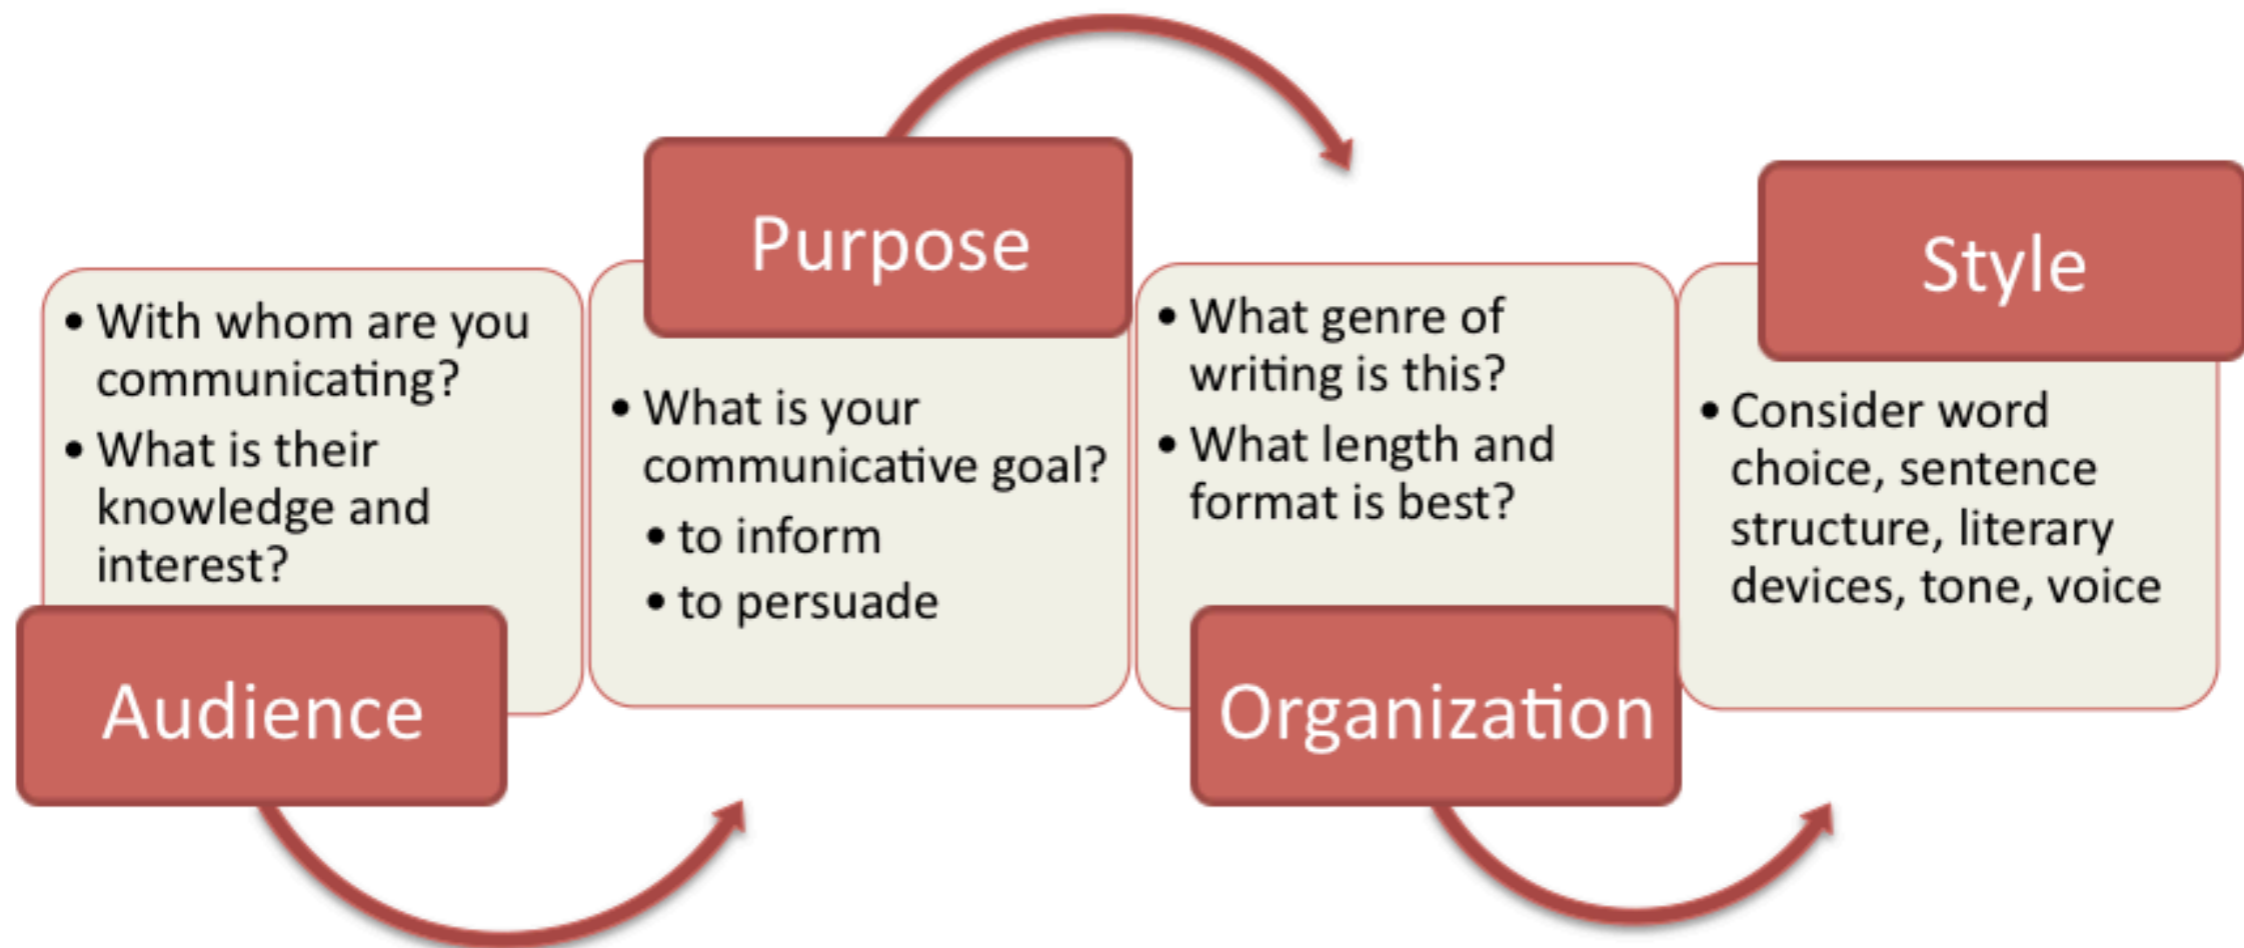 • With whom are you
communicating?
• What is their
knowledge and
interest?
Audience
Purpose
• What is your
communicative goal?
• to inform
• to persuade
• What genre of
writing is this?
• What length and
format is best?
Organization
Style
• Consider word
choice, sentence
structure, literary
devices, tone, voice